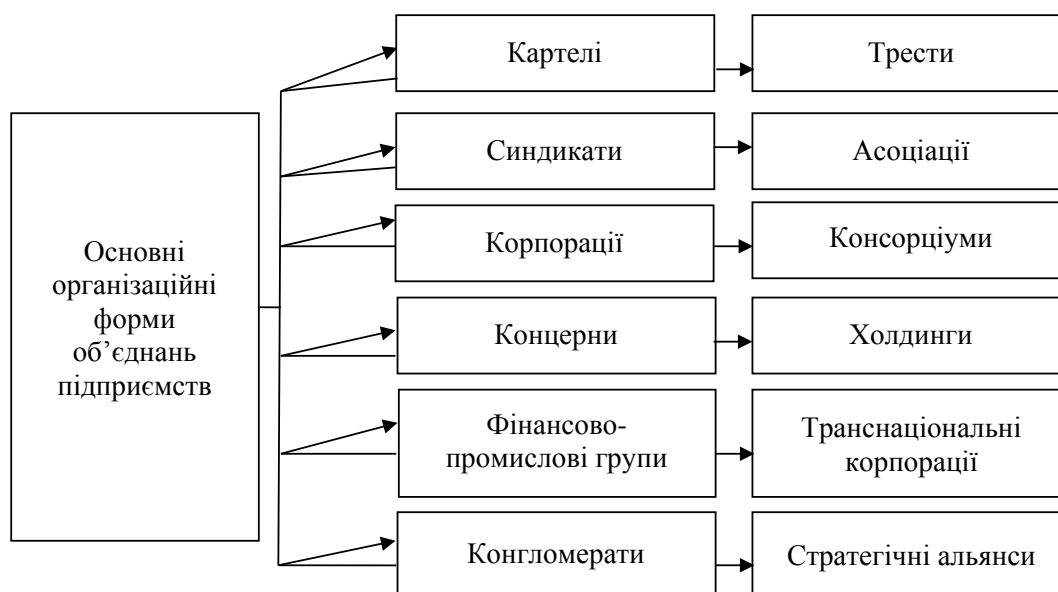 Основні
організаційні
форми
об’єднань
підприємств
Картелі
Трести
Синдикати
Асоціації
Корпорації
Консорціуми
Концерни
Холдинги
Фінансово-
промислові групи
Транснаціональні
корпорації
Конгломерати
Стратегічні альянси